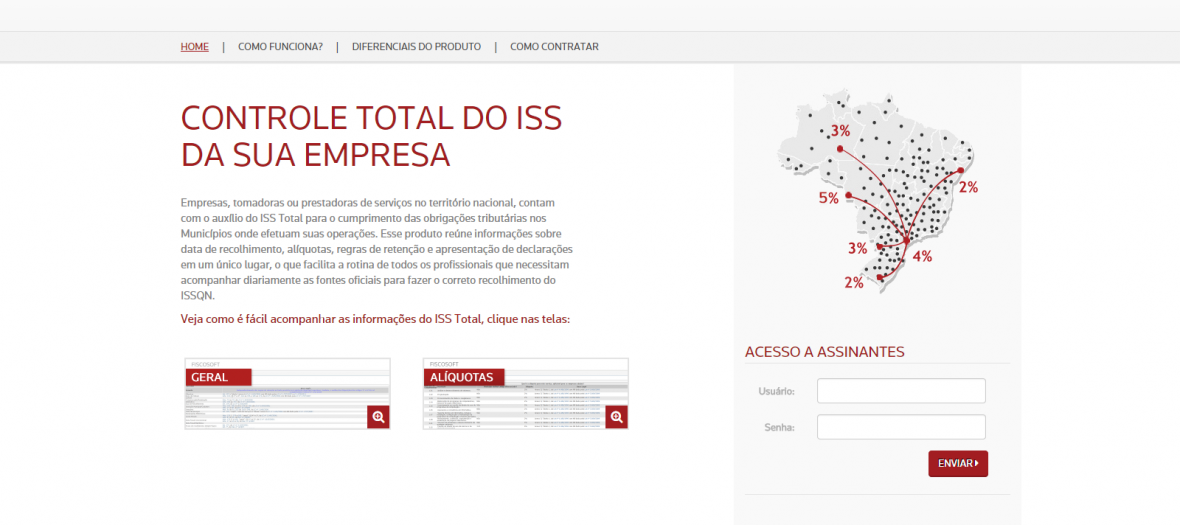 HOME | COMO FUNCIONA? | DIFERENCIAIS DO PRODUTO | COMO CONTRATAR
CONTROLE TOTAL DO ISS
DA SUA EMPRESA
Empresas, tomadoras ou prestadoras de serviços no território nacional, contam
com o auxílio do ISS Total para o cumprimento das obrigações tributárias nos
Municípios onde efetuam suas operações. Esse produto reúne informações sobre
data de recolhimento, alíquotas, regras de retenção e apresentação de declarações
em um único lugar, o que facilita a rotina de todos os profissionais que necessitam
acompanhar diariamente as fontes oficiais para fazer o correto recolhimento do
ISSQN.
Veja como é fácil acompanhar as informações do ISS Total, clique nas telas:
FISCOSOFT
GERAL
FISCOSOFT
ALÍQUOTAS
3%
2%
5%
3%
4%
2%
ACESSO A ASSINANTES
Usuário:
Senha:
ENVIAR